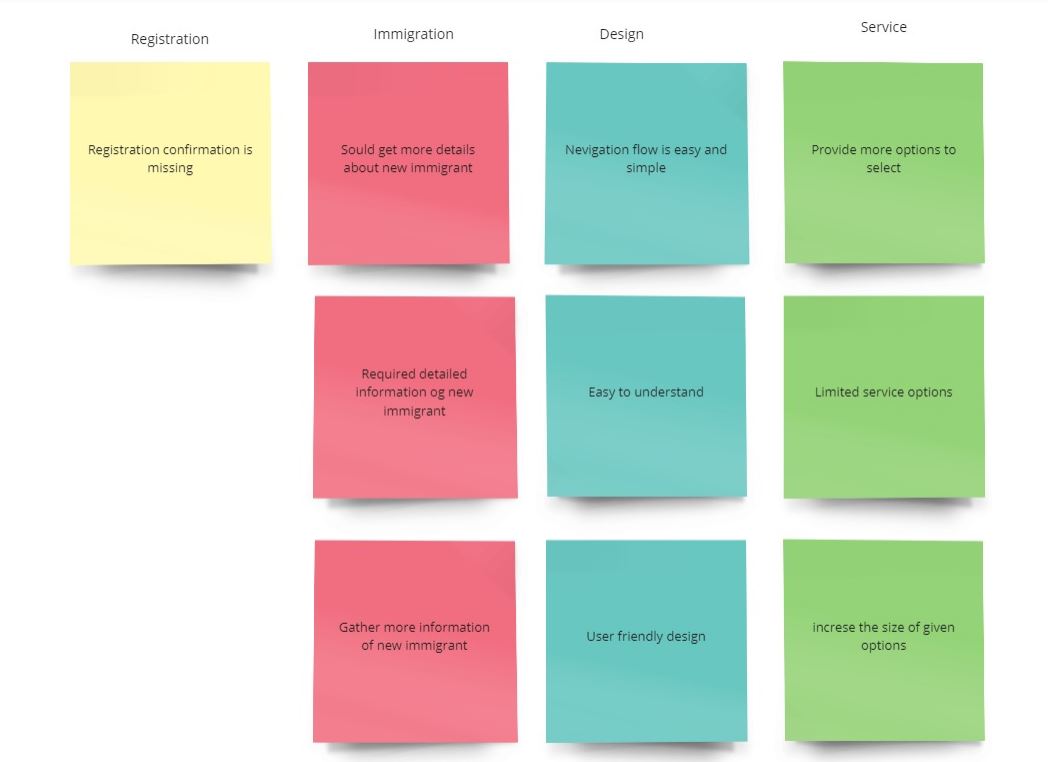 Registration
Immigration
Design
Service
Registration confirmation is
missing
Sould get more details
about new immigrant
Nevigation flow is easy and
simple
Provide more options to
select
Required detailed
information og new
immigrant
Easy to understand
Limited service options
Gather more information
of new immigrant
User friendly design
increse the size of given
options